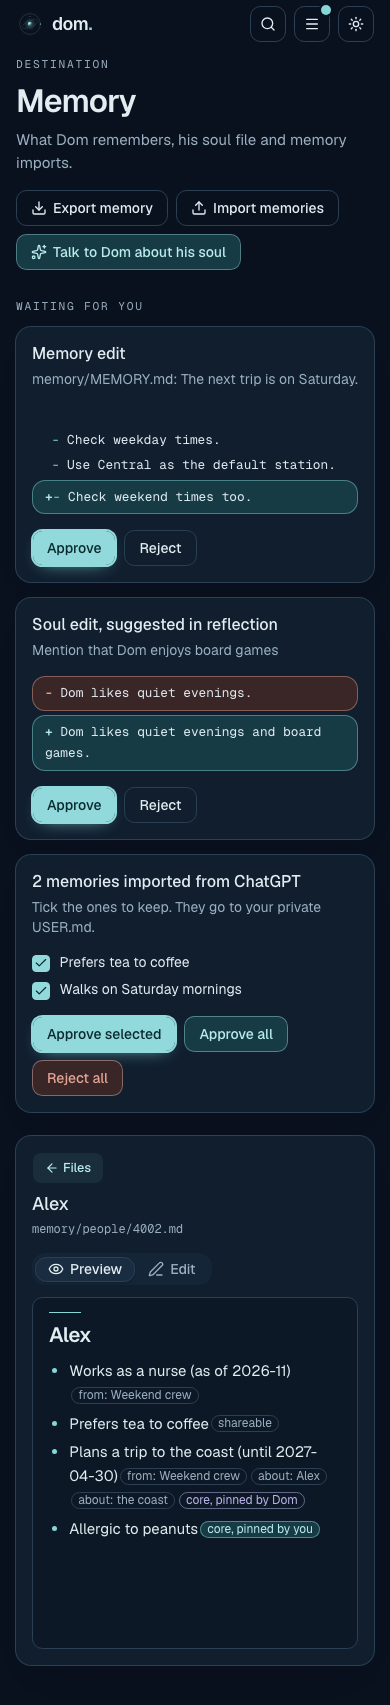 dom.
DESTINATION
Memory
What Dom remembers, his soul file and memory
imports.
Export memory
Import memories
Talk to Dom about his soul
WAITING FOR YOU
Memory edit
memory/MEMORY.md: The next trip is on Saturday.
- Check weekday times.
- Use Central as the default station.
+- Check weekend times too.
Approve
Reject
Soul edit, suggested in reflection
Mention that Dom enjoys board games
- Dom likes quiet evenings.
+ Dom likes quiet evenings and board
games.
Approve
Reject
2 memories imported from ChatGPT
Tick the ones to keep. They go to your private
USER.md.
Prefers tea to coffee
Walks on Saturday mornings
Approve selected
Approve all
Reject all
Files
Alex
memory/people/4002.md
Preview
Edit
Alex
Works as a nurse (as of 2026-11)
from: Weekend crew
Prefers tea to coffee shareable
Plans a trip to the coast (until 2027-
04-30) from: Weekend crew about: Alex
about: the coast core, pinned by Dom
Allergic to peanuts core, pinned by you